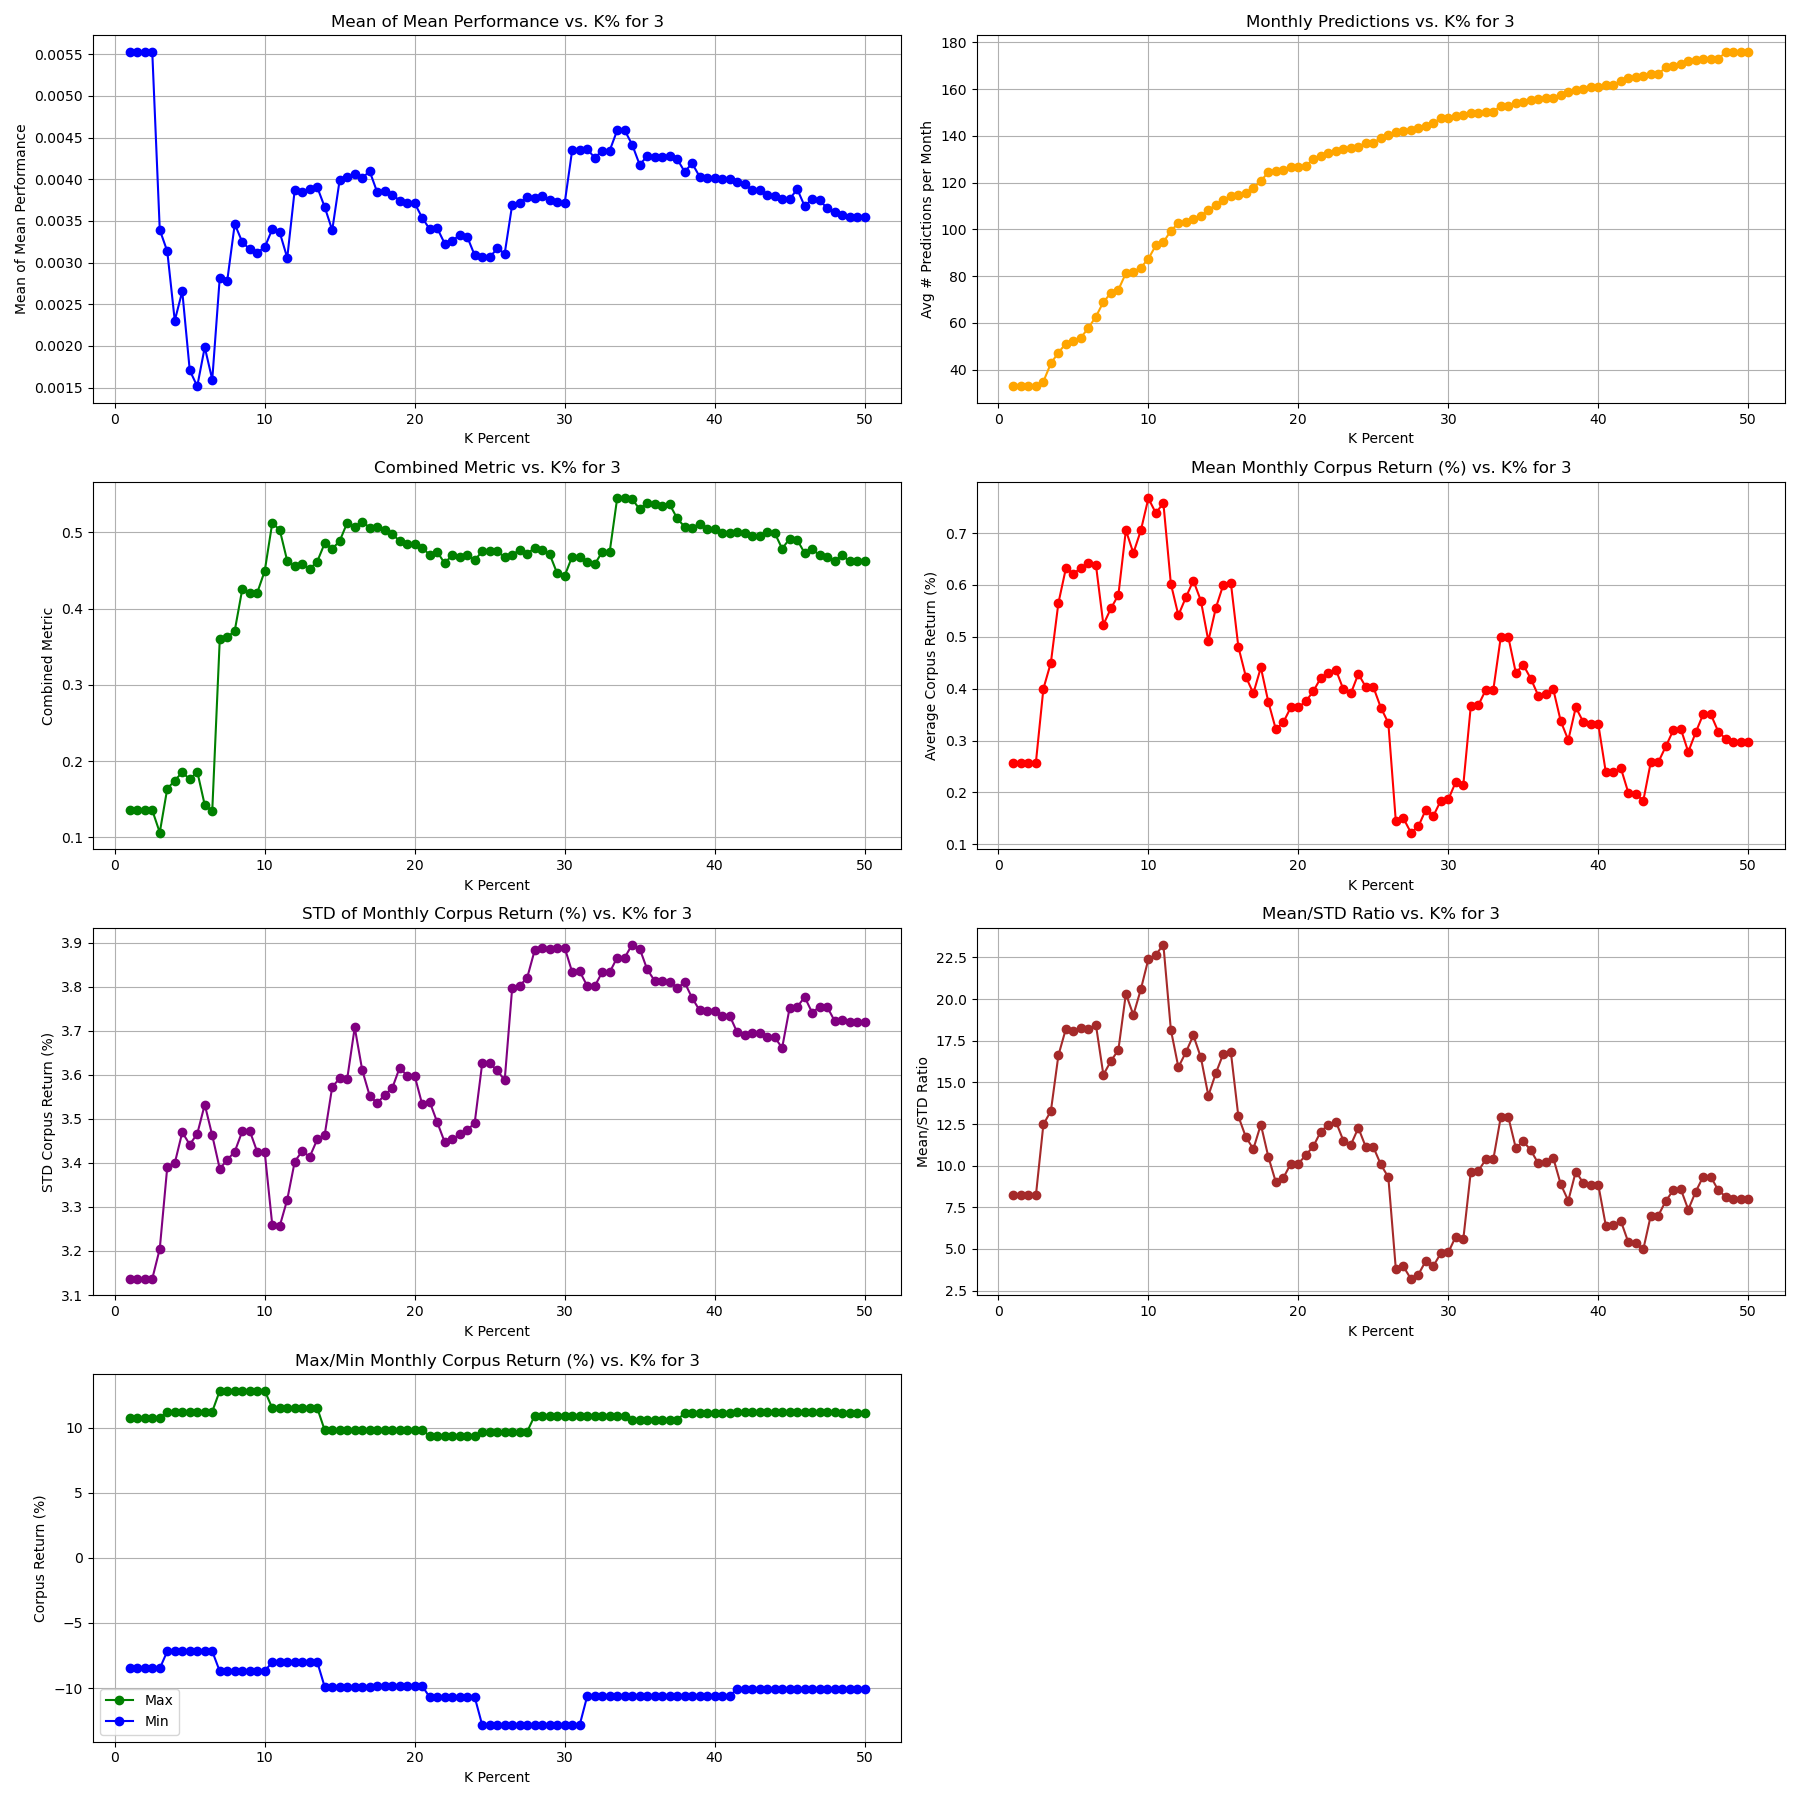 Mean of Mean Performance vs. K% for 3
Mean of Mean Performance
0.0055
0.0050
0.0045
0.0040
0.0035
0.0030
0.0025
0.0020
0.0015
0 10 20 30 40 50
K Percent
Monthly Predictions vs. K% for 3
Avg # Predictions per Month
180
160
140
120
100
80
60
40
0 10 20 30 40 50
K Percent
Combined Metric vs. K% for 3
Combined Metric
0.5
0.4
0.3
0.2
0.1
0 10 20 30 40 50
K Percent
Mean Monthly Corpus Return (%) vs. K% for 3
Average Corpus Return (%)
0.7
0.6
0.5
0.4
0.3
0.2
0.1
0 10 20 30 40 50
K Percent
STD of Monthly Corpus Return (%) vs. K% for 3
STD Corpus Return (%)
3.9
3.8
3.7
3.6
3.5
3.4
3.3
3.2
3.1
0 10 20 30 40 50
K Percent
Mean/STD Ratio vs. K% for 3
Mean/STD Ratio
22.5
20.0
17.5
15.0
12.5
10.0
7.5
5.0
2.5
0 10 20 30 40 50
K Percent
Max/Min Monthly Corpus Return (%) vs. K% for 3
Corpus Return (%)
10
5
0
−5
−10
Max
Min
0 10 20 30 40 50
K Percent